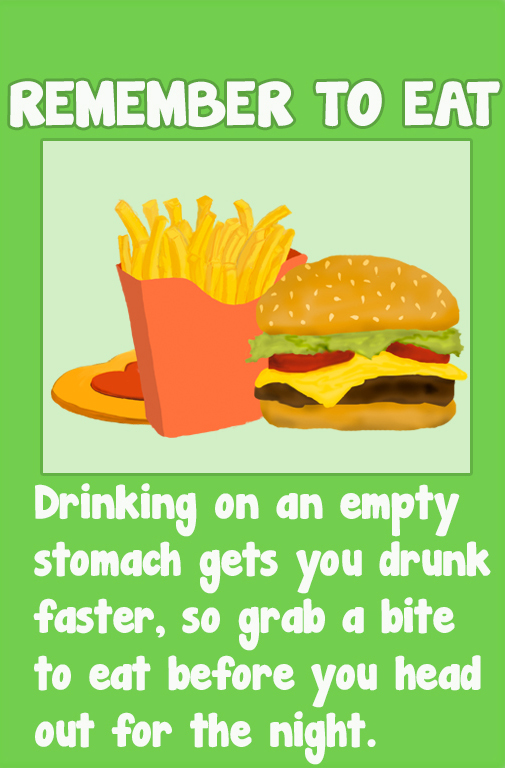 REMEMBER TO EAT
Drinking on an empty
stomach gets you drunk
faster, so grab a bite
to eat before you head
out for the night.